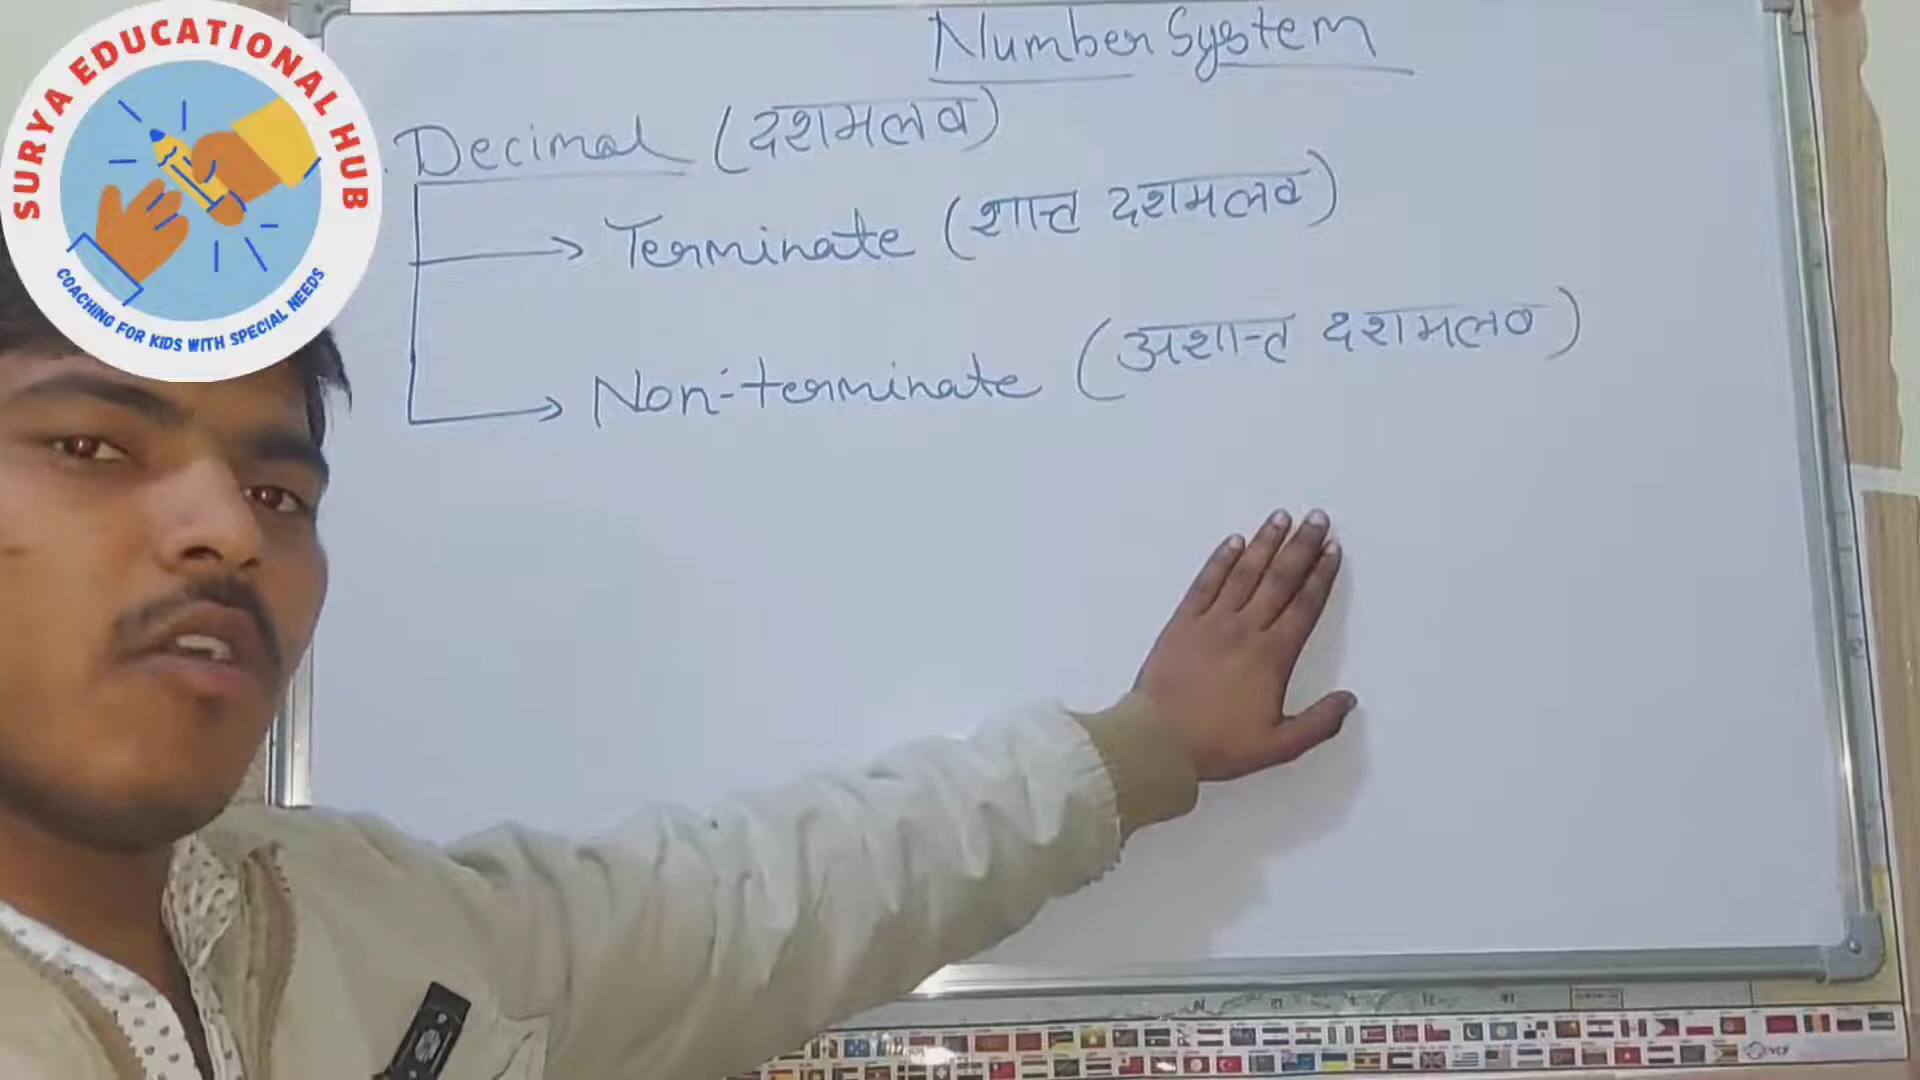 SURYA EDUCATIONAL HUB
COACHING FOR KIDS WITH SPECIAL NEEDS
Number System
Decimal (दशमलव)
Terminate (शान्त दशमलव)
Non-terminate (अशान्त दशमलव)